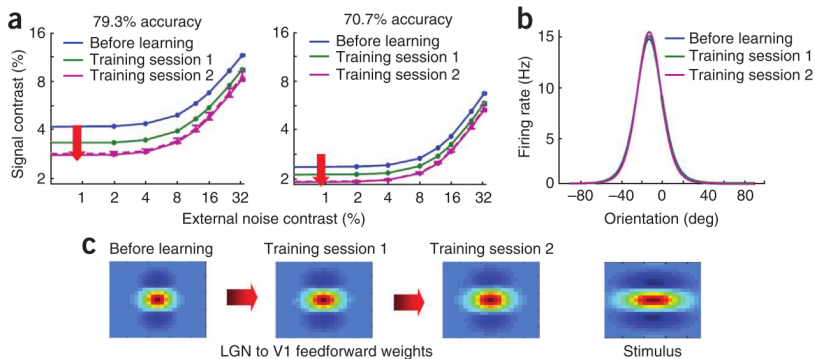 a
79.3% accuracy
16
8
4
2
Signal contrast (%)
Before learning
Training session 1
Training session 2
1 2 4 8 16 32
70.7% accuracy
16
8
4
2
Before learning
Training session 1
Training session 2
1 2 4 8 16 32
External noise contrast (%)
b
15
10
5
0
Firing rate (Hz)
Before learning
Training session 1
Training session 2
−80 −40 0 40 80
Orientation (deg)
c
Before learning Training session 1 Training session 2
LGN to V1 feedforward weights
Stimulus